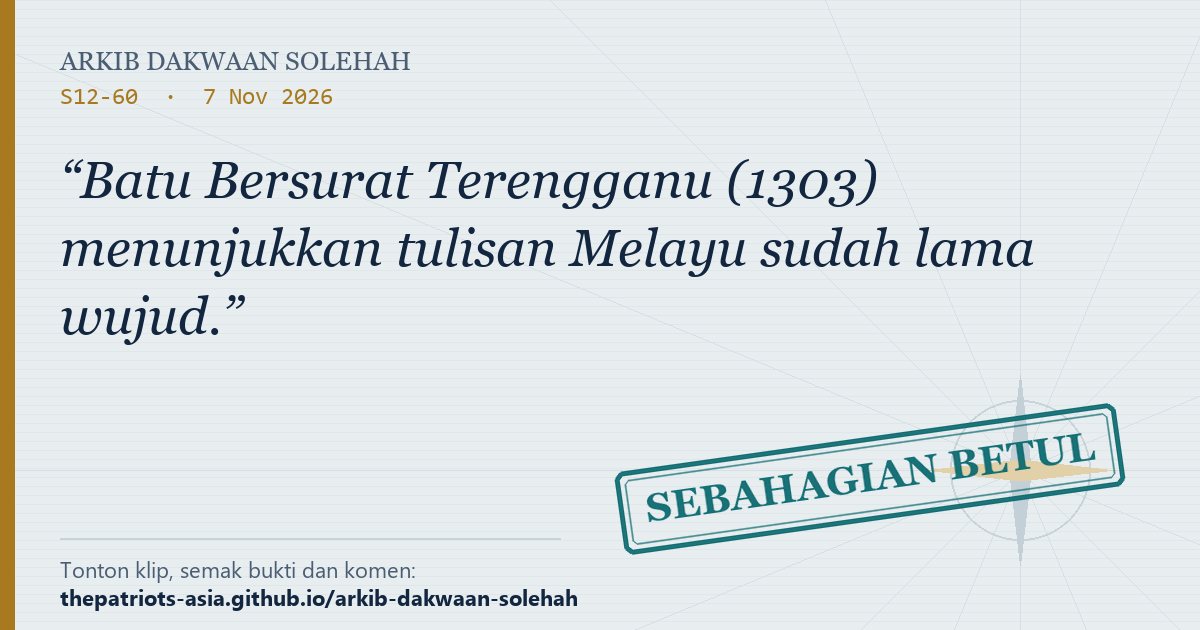 ARKIB DAKWAAN SOLEHAH
S12-60 · 7 Nov 2026
“Batu Bersurat Terengganu (1303)
menunjukkan tulisan Melayu sudah lama
wujud.”
SEBAHAGIAN BETUL
Tonton klip, semak bukti dan komen:
thepatriots-asia.github.io/arkib-dakwaan-solehah